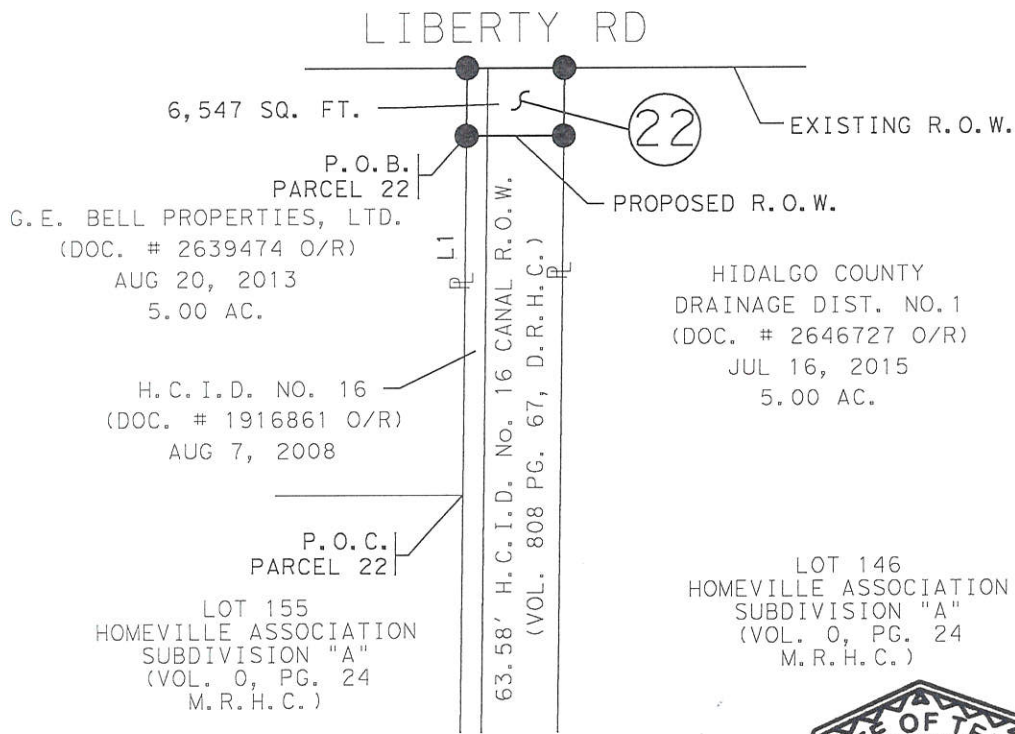 LIBERTY RD
6,547 SQ. FT.
22
EXISTING R.O.W.
P.O.B.
PARCEL 22
PROPOSED R.O.W.
G.E. BELL PROPERTIES, LTD.
(DOC. # 2639474 O/R)
AUG 20, 2013
5.00 AC.
L1
PL
PL
HIDALGO COUNTY
DRAINAGE DIST. NO.1
(DOC. # 2646727 O/R)
JUL 16, 2015
5.00 AC.
H.C.I.D. NO. 16
(DOC. # 1916861 O/R)
AUG 7, 2008
63.58' H.C.I.D. No. 16 CANAL R.O.W.
(VOL. 808 PG. 67, D.R.H.C.)
P.O.C.
PARCEL 22
LOT 155
HOMEVILLE ASSOCIATION
SUBDIVISION "A"
(VOL. 0, PG. 24
M.R.H.C.)
LOT 146
HOMEVILLE ASSOCIATION
SUBDIVISION "A"
(VOL. 0, PG. 24
M.R.H.C.)
OF